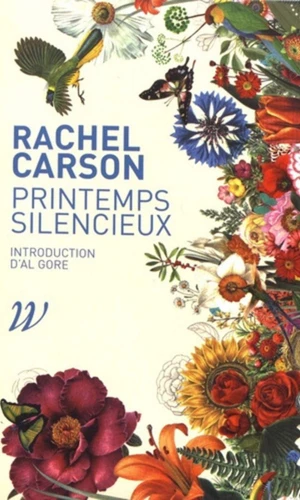 RACHEL
CARSON
PRINTEMPS
SILENCIEUX
INTRODUCTION
D'AL GORE
W